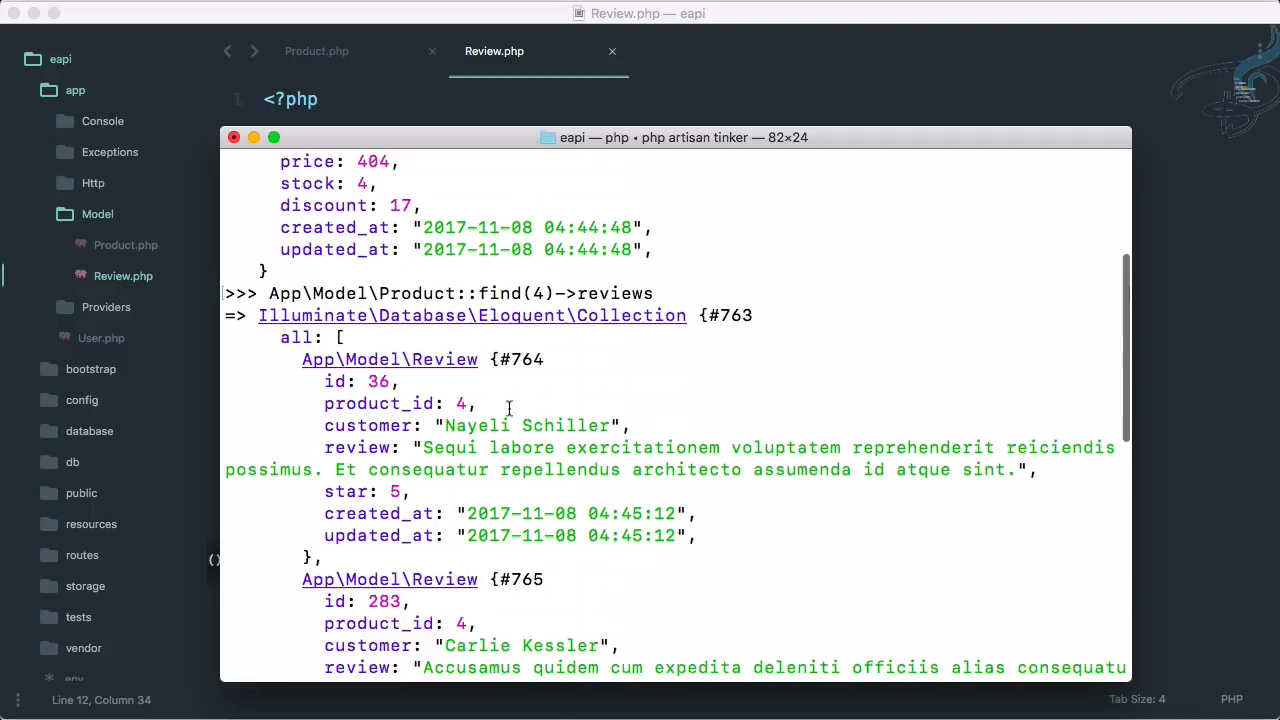 Review.php — eapi
eapi
app
Console
Exceptions
Http
Model
Product.php
Review.php
Providers
User.php
bootstrap
config
database
db
public
resources
routes
storage
tests
vendor
Line 12, Column 34
Product.php ×
Review.php ×
1 <?php
()
eapi — php • php artisan tinker — 82×24
price: 404,
stock: 4,
discount: 17,
created_at: "2017-11-08 04:44:48",
updated_at: "2017-11-08 04:44:48",
}
>>> App\Model\Product::find(4)->reviews
=> Illuminate\Database\Eloquent\Collection {#763
all: [
App\Model\Review {#764
id: 36,
product_id: 4,
customer: "Nayeli Schiller",
review: "Sequi labore exercitationem voluptatem reprehenderit reiciendis
possimus. Et consequatur repellendus architecto assumenda id atque sint.",
star: 5,
created_at: "2017-11-08 04:45:12",
updated_at: "2017-11-08 04:45:12",
},
App\Model\Review {#765
id: 283,
product_id: 4,
customer: "Carlie Kessler",
review: "Accusamus quidem cum expedita deleniti officiis alias consequatu
Tab Size: 4
PHP